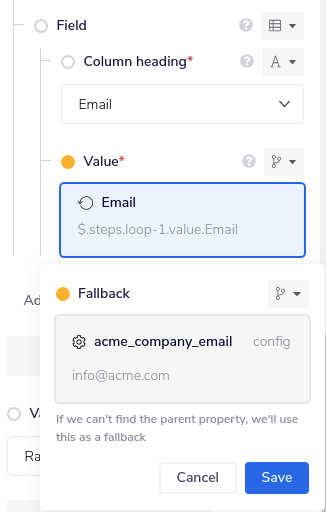 Field
Column heading*
A
Email
Value*
Email
$.steps.loop-1.value.Email
Ad
Fallback
acme_company_email config
info@acme.com
If we can't find the parent property, we'll use
this as a fallback
Ra
Cancel Save